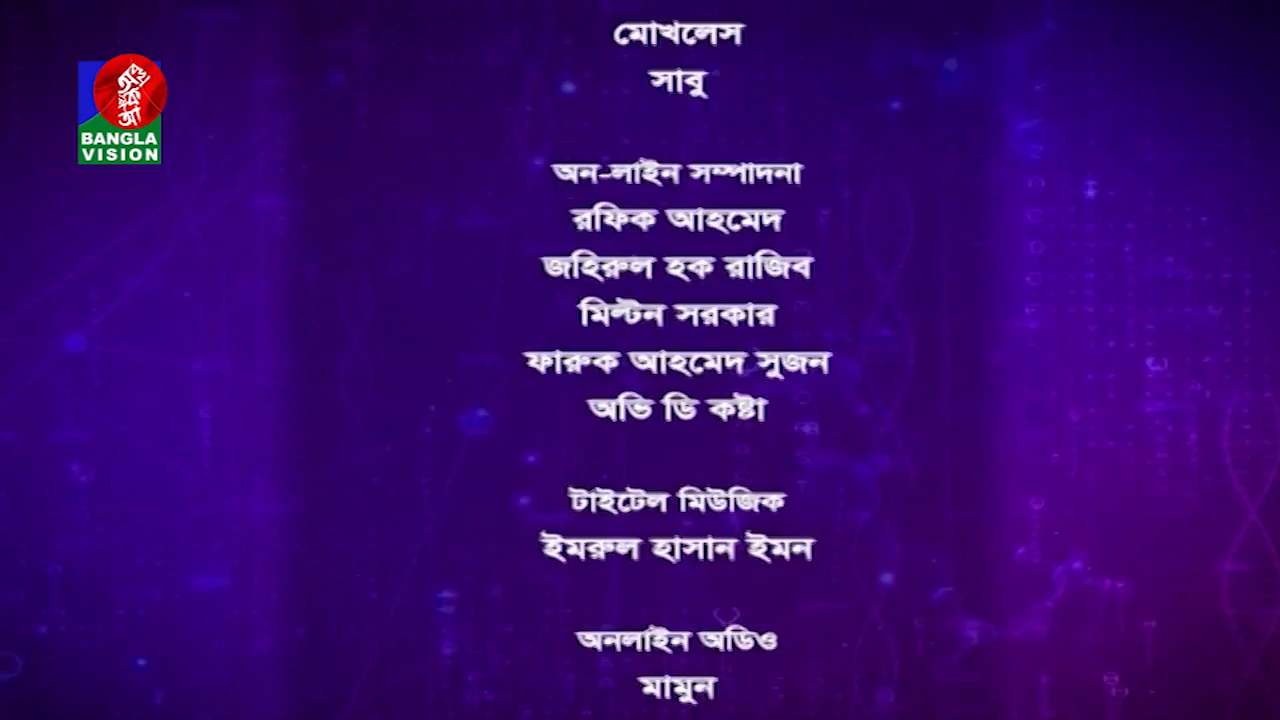 মোখলেস
সাবু
BANGLA
VISION
অন-লাইন সম্পাদনা
রফিক আহমেদ
জহিরুল হক রাজিব
মিল্টন সরকার
ফারুক আহমেদ সুজন
অভি ডি কষ্টা
টাইটেল মিউজিক
ইমরুল হাসান ইমন
অনলাইন অডিও
মামুন